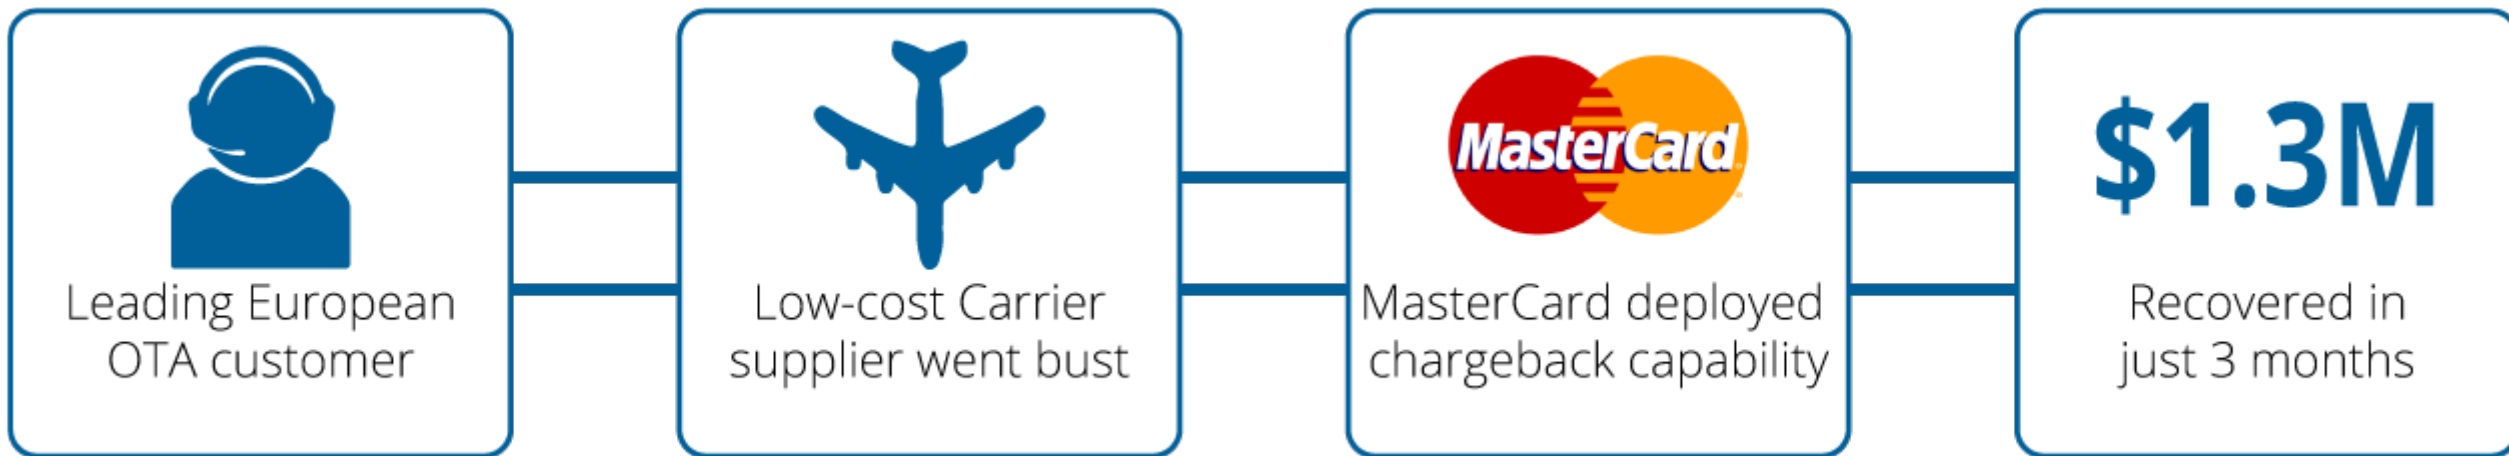 Leading European
OTA customer
Low-cost Carrier
supplier went bust
MasterCard
MasterCard deployed
chargeback capability
$1.3M
Recovered in
just 3 months